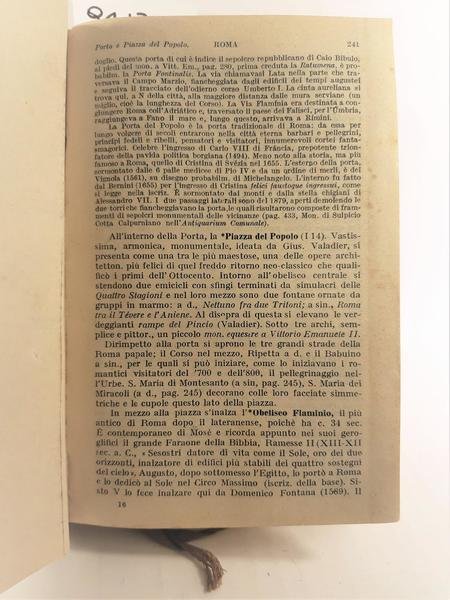 Porto e Piazza del Popolo. ROMA 241
doglio. Questa porta di cui è indice il sepolcro repubblicano di Caio Bibulo,
ai piedi del mon. a Vitt. Em., pag. 280, prima creduta la Ratumena, è pro-
babilm. la Porta Fontinalis. La via chiamavasi Lata nella parte che tra-
versava il Campo Marzio, fiancheggiata dagli edifici dei tempi augustei
e seguiva il tracciato dell'odierno corso Umberto I. La cinta aureliana si
trova qui, a N della città, alla maggiore distanza dalle mura serviane (un
miglio, cioè la lunghezza del Corso). La Via Flaminia era destinata a con-
giungere Roma coll'Adriatico e, traversato il paese dei Falisci, per l'Umbria,
raggiungeva a Fano il mare e, lungo questo, arrivava a Rimini.
La Porta del Popolo è la porta tradizionale di Roma: da essa per
lungo volgere di secoli entrarono nella città eterna barbari e pellegrini,
principi fedeli e ribelli, pensatori e visitatori, innumerevoli cortei fanta-
smagorici. Celebre l'ingresso di Carlo VIII di Fráncia, prepotente trion-
fatore della pavida politica borgiana (1494). Meno noto alla storia, ma più
famoso a Roma, quello di Cristina di Svèzia nel 1655. L'esterno della porta,
sormontato dalle 6 palle medicee di Pio IV e da un ordine di merli, è del
Vignola (1561), su disegno probabilm. di Michelangelo. L'interno fu fatto
dal Bernini (1655) per l'ingresso di Cristina felici faustoque ingressui, come
si legge nella iscriz. È sormontato dai monti e dalla stella chigiani di
Alessandro VII. I due passaggi laterali sono del 1879, aperti demolendo le
due torri che fiancheggiavano la porta, le quali risultarono composte di fram-
menti di sepolcri monumentali delle vicinanze (pag. 433, Mon. di Sulpicio
Cotta Calpurniano nell'Antiquarium Comunale).
All'interno della Porta, la *Piazza del Popolo (I 14). Vastis-
sima, armonica, monumentale, ideata da Gius. Valadier, si
presenta come una tra le più maestose, una delle opere archi-
tetton. più felici di quel freddo ritorno neo-classico che quali-
ficò i primi dell'Ottocento. Intorno all'obelisco centrale si
stendono due emicicli con sfingi terminati da simulacri delle
Quattro Stagioni e nel loro mezzo sono due fontane ornate da
gruppi in marmo: a d., Nettuno fra due Tritoni; a sin., Roma
tra il Tévere e l'Aniene. Al disopra di questa si elevano le ver-
deggianti rampe del Pincio (Valadier). Sotto tre archi, sem-
plice e pittor., un piccolo mon. equesre a Vittorio Emanuele II.
Dirimpetto alla porta si aprono le tre grandi strade della
Roma papale; il Corso nel mezzo, Ripetta a d. e il Babuino
a sin., per le quali si può iniziare, come lo iniziavano i ro-
mantici visitatori del '700 e dell'800, il pellegrinaggio nel-
l'Urbe. S. Maria di Montesanto (a sin, pag. 245), S. Maria dei
Miracoli (a d., pag. 245) decorano colle loro facciate simme-
triche e le cupole questo lato della piazza.
In mezzo alla piazza s'inalza l'*Obelisco Flaminio, il più
antico di Roma dopo il lateranense, poichè ha c. 34 sec.
È contemporaneo di Mosè e ricorda appunto nei suoi gero-
glifici il grande Faraone della Bibbia, Ramesse II (XIII-XII
sec. a. C., « Sesostri datore di vita come il Sole, oro dei due
orizzonti, inalzatore di edifici più stabili dei quattro sostegni
del cielo». Augusto, dopo sottomesso l'Egitto, lo portò a Roma
e lo dedicò al Sole nel Circo Massimo (iscriz. della base). Si-
sto V lo fece inalzare qui da Domenico Fontana (1589). Il
16